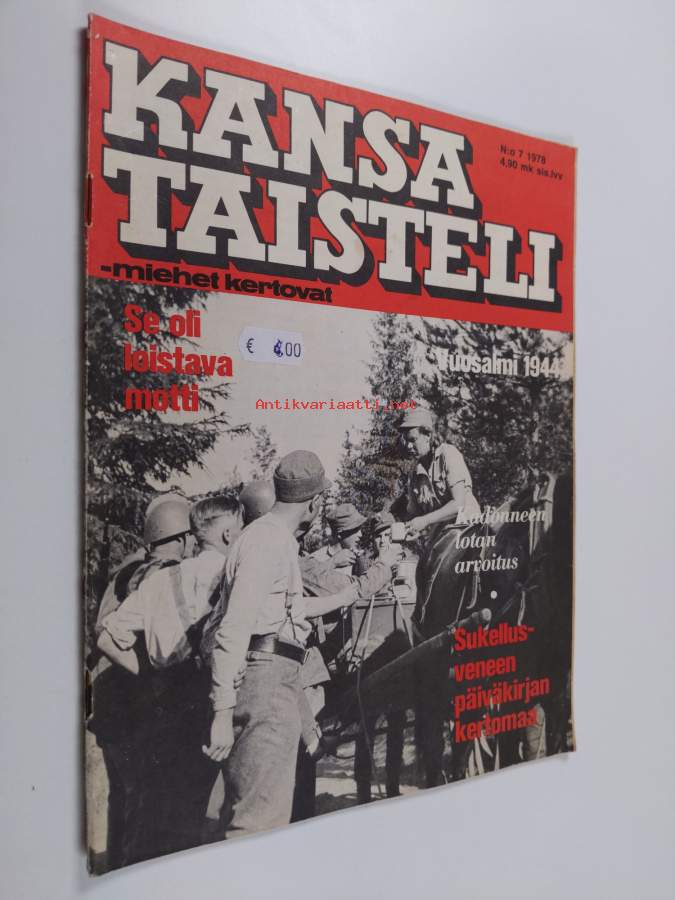 KANSA
TAISTELI
-miehet kertovat
N:o 7 1978
4,90 mk sis.lvv
Se oli
loistava
motti
€ 4,00
Vuosalmi 1944
Antikvariaatti.net
Kadonneen
lotan
arvoitus
•
Sukellus-
veneen
päiväkirjan
kertomaa